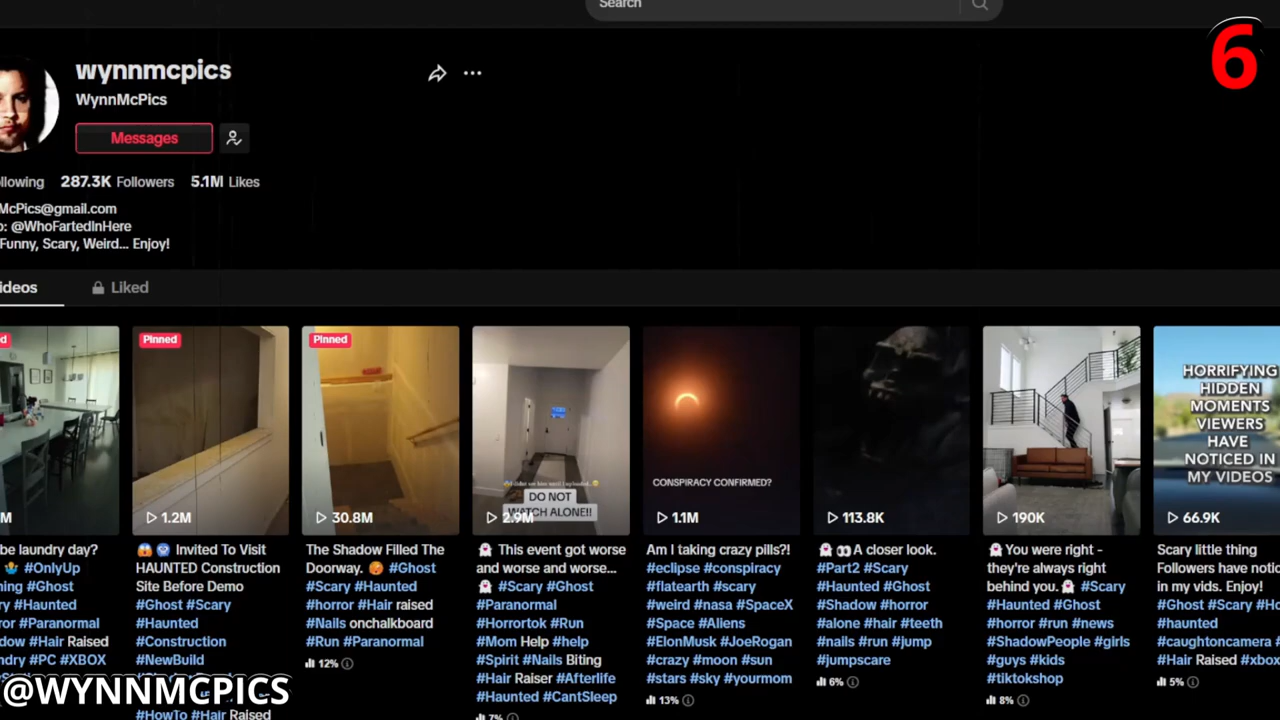 Search
6
wynnmcpics
WynnMcPics
Messages
287.3K Followers 5.1M Likes
McPics@gmail.com
@WhoFartedInHere
Funny, Scary, Weird... Enjoy!
Liked
Pinned
Pinned
1.2M
30.8M
DO NOT
WATCH ALONE!!
2.9M
CONSPIRACY CONFIRMED?
1.1M
113.8K
190K
HORRIFYING
HIDDEN
MOMENTS
VIEWERS
HAVE
NOTICED IN
MY VIDEOS
66.9K
be laundry day?
#OnlyUp
#Ghost
#Haunted
#Paranormal
#Hair Raised
#PC #XBOX
😱 🥶 Invited To Visit
HAUNTED Construction
Site Before Demo
#Ghost #Scary
#Haunted
#Construction
#NewBuild
#HowTo #Hair Raised
The Shadow Filled The
Doorway. 🥵 #Ghost
#Scary #Haunted
#horror #Hair raised
#Nails onchalkboard
#Run #Paranormal
12%
👻 This event got worse
and worse and worse...
👻 #Scary #Ghost
#Paranormal
#Horrortok #Run
#Mom Help #help
#Spirit #Nails Biting
#Hair Raiser #Afterlife
#Haunted #CantSleep
7%
Am I taking crazy pills?!
#eclipse #conspiracy
#flatearth #scary
#weird #nasa #SpaceX
#Space #Aliens
#ElonMusk #JoeRogan
#crazy #moon #sun
#stars #sky #yourmom
13%
👻 👀 A closer look.
#Part2 #Scary
#Haunted #Ghost
#Shadow #horror
#alone #hair #teeth
#nails #run #jump
#jumpscare
6%
👻You were right -
they're always right
behind you.👻 #Scary
#Haunted #Ghost
#horror #run #news
#ShadowPeople #girls
#guys #kids
#tiktokshop
8%
Scary little thing
Followers have notic
in my vids. Enjoy!
#Ghost #Scary #Ho
#haunted
#caughtoncamera #
#Hair Raised #xbox
5%
@WYNNMCPICS